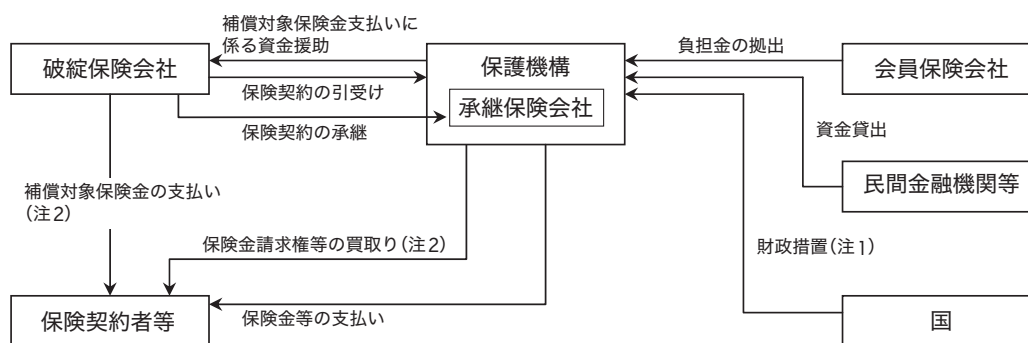 補償対象保険金支払いに
係る資金援助
破綻保険会社
保護機構
負担金の拠出
会員保険会社
保険契約の引受け
承継保険会社
保険契約の承継
資金貸出
民間金融機関等
補償対象保険金の支払い
(注2)
保険金請求権等の買取り(注2)
財政措置(注1)
保険契約者等
保険金等の支払い
国